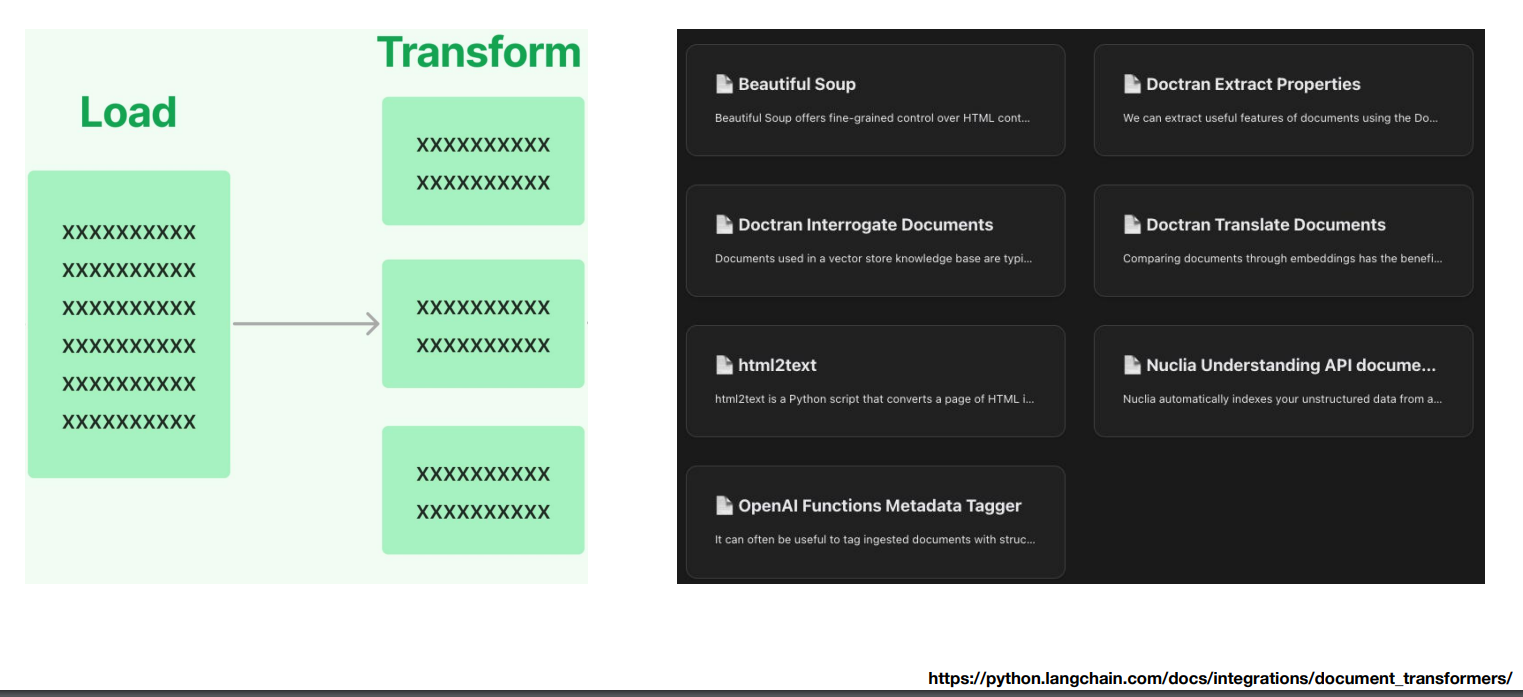 Load
XXXXXXXXXX
XXXXXXXXXX
XXXXXXXXXX
XXXXXXXXXX
XXXXXXXXXX
XXXXXXXXXX
Transform
XXXXXXXXXX
XXXXXXXXXX
XXXXXXXXXX
XXXXXXXXXX
XXXXXXXXXX
XXXXXXXXXX
Beautiful Soup
Beautiful Soup offers fine-grained control over HTML cont...
Doctran Extract Properties
We can extract useful features of documents using the Do...
Doctran Interrogate Documents
Documents used in a vector store knowledge base are typi...
Doctran Translate Documents
Comparing documents through embeddings has the benefi...
html2text
html2text is a Python script that converts a page of HTML i...
Nuclia Understanding API docume...
Nuclia automatically indexes your unstructured data from a...
OpenAI Functions Metadata Tagger
It can often be useful to tag ingested documents with struc...
https://python.langchain.com/docs/integrations/document_transformers/